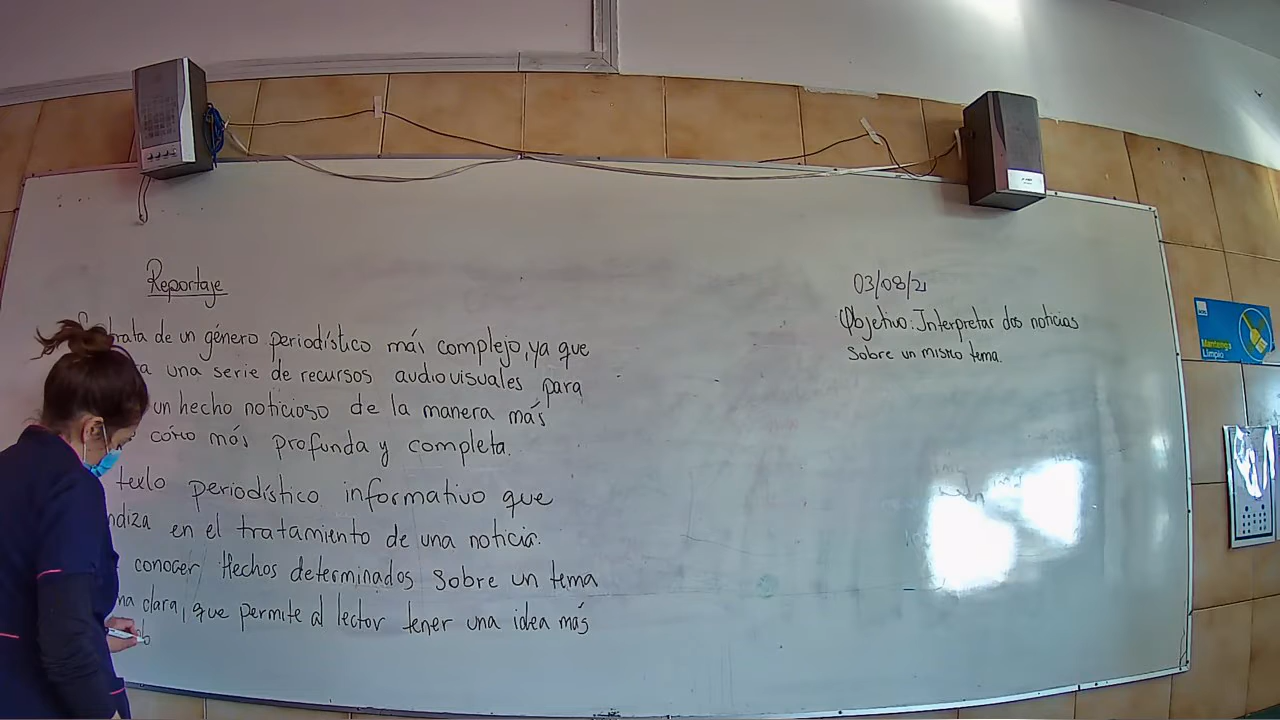 Reportaje
trata de un género periodístico más complejo, ya que
una serie de recursos audiovisuales para
un hecho noticioso de la manera más
cómo más profunda y completa.
texto periodístico informativo que
en el tratamiento de una noticia.
conocer Hechos determinados sobre un tema
clara, que permite al lector tener una idea más
03/08/21
Objetivo: Interpretar dos noticias
sobre un mismo tema.
Mantenga
Limpio